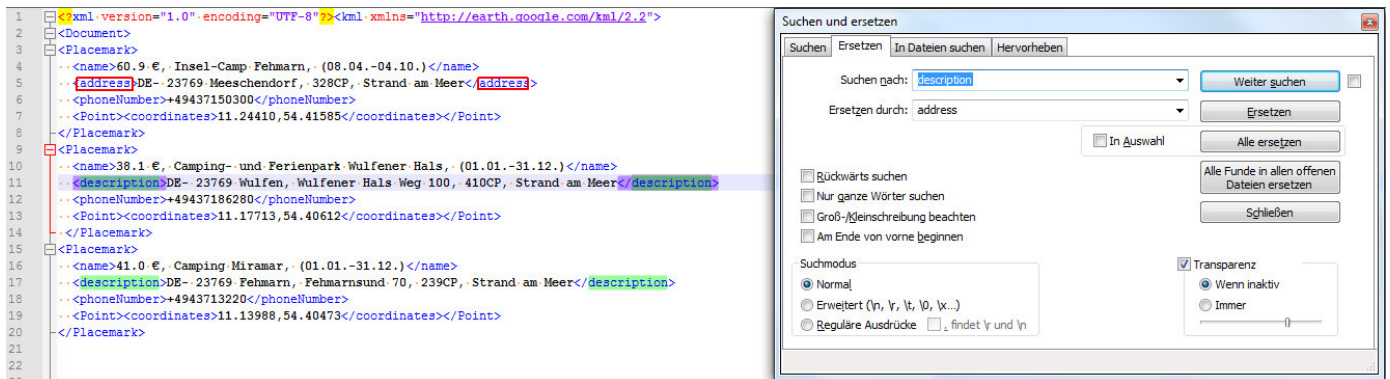 1 <?xml version="1.0" encoding="UTF-8"?><kml xmlns="http://earth.google.com/kml/2.2">
2 <Document>
3 <Placemark>
4 <name>60.9 €, Insel-Camp Fehmarn, (08.04.-04.10.)</name>
5 <address>DE- 23769 Meeschendorf, 328CP, Strand am Meer</address>
6 <phoneNumber>+49437150300</phoneNumber>
7 <Point><coordinates>11.24410,54.41585</coordinates></Point>
8 </Placemark>
9 <Placemark>
10 <name>38.1 €, Camping- und Ferienpark Wulfener Hals, (01.01.-31.12.)</name>
11 <description>DE- 23769 Wulfen, Wulfener Hals Weg 100, 410CP, Strand am Meer</description>
12 <phoneNumber>+49437186280</phoneNumber>
13 <Point><coordinates>11.17713,54.40612</coordinates></Point>
14 </Placemark>
15 <Placemark>
16 <name>41.0 €, Camping Miramar, (01.01.-31.12.)</name>
17 <description>DE- 23769 Fehmarn, Fehmarnsund 70, 239CP, Strand am Meer</description>
18 <phoneNumber>+4943713220</phoneNumber>
19 <Point><coordinates>11.13988,54.40473</coordinates></Point>
20 </Placemark>
21
22
Suchen und ersetzen
Suchen Ersetzen In Dateien suchen Hervorheben
Suchen nach: description Weiter suchen
Ersetzen durch: address Ersetzen
In Auswahl Alle ersetzen
Alle Funde in allen offenen
Dateien ersetzen
Schließen
Rückwärts suchen
Nur ganze Wörter suchen
Groß-/Kleinschreibung beachten
Am Ende von vorne beginnen
Suchmodus
Normal
Erweitert (\n, \r, \t, \0, \x...)
Reguläre Ausdrücke . findet \r und \n
Transparenz
Wenn inaktiv
Immer